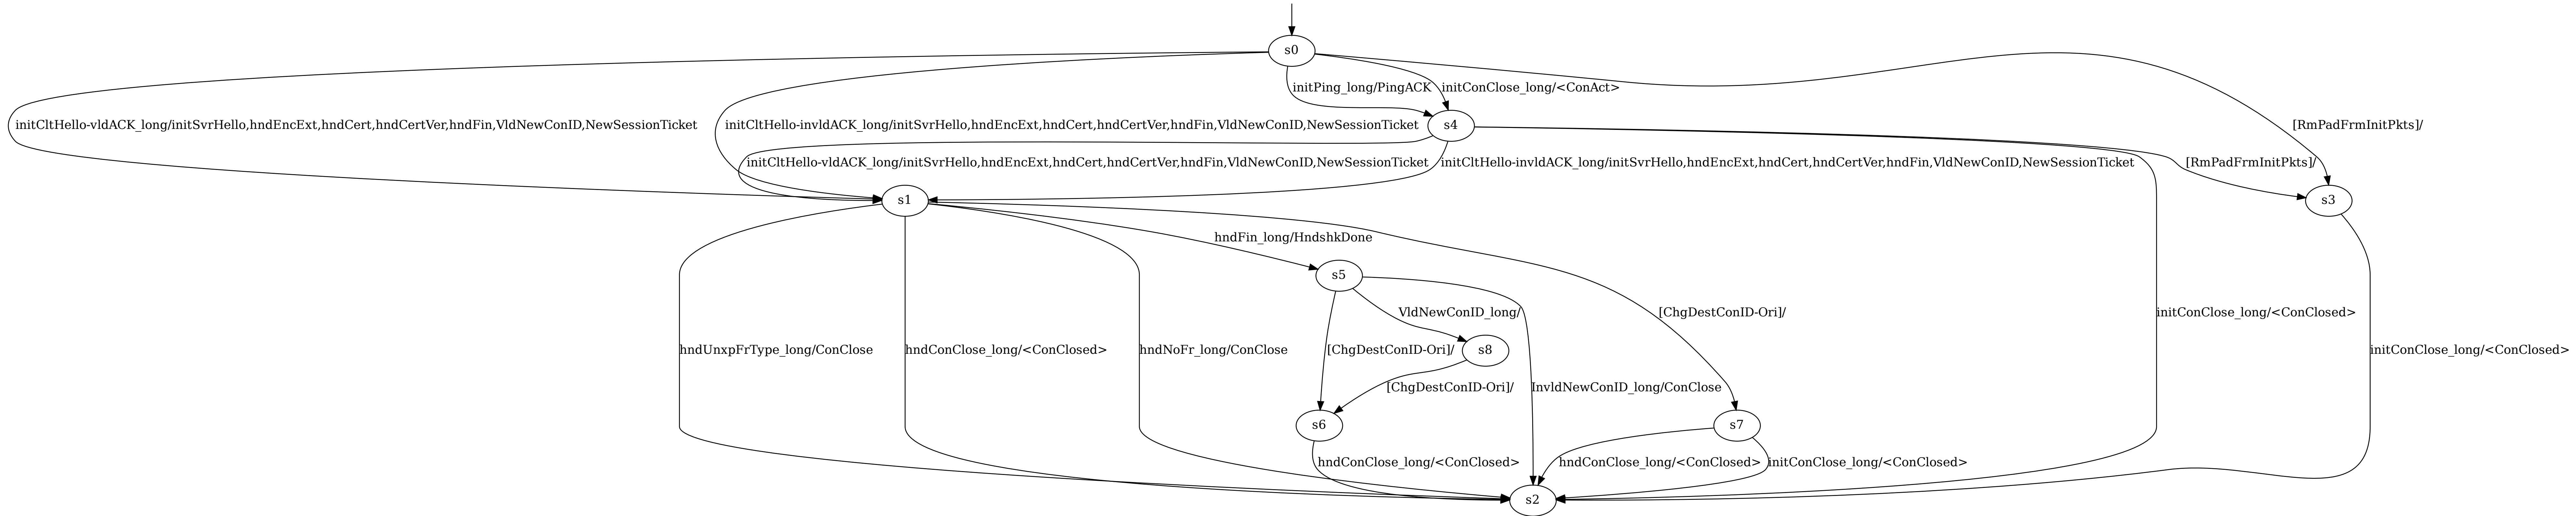 s0
initPing_long/PingACK
initConClose_long/<ConAct>
initCltHello-vldACK_long/initSvrHello,hndEncExt,hndCert,hndCertVer,hndFin,VldNewConID,NewSessionTicket
initCltHello-invldACK_long/initSvrHello,hndEncExt,hndCert,hndCertVer,hndFin,VldNewConID,NewSessionTicket
s4
[RmPadFrmInitPkts]/
initCltHello-vldACK_long/initSvrHello,hndEncExt,hndCert,hndCertVer,hndFin,VldNewConID,NewSessionTicket
initCltHello-invldACK_long/initSvrHello,hndEncExt,hndCert,hndCertVer,hndFin,VldNewConID,NewSessionTicket
[RmPadFrmInitPkts]/
s1
s3
hndFin_long/HndshkDone
s5
VldNewConID_long/
[ChgDestConID-Ori]/
initConClose_long/<ConClosed>
hndUnxpFrType_long/ConClose
hndConClose_long/<ConClosed>
hndNoFr_long/ConClose
[ChgDestConID-Ori]/
s8
initConClose_long/<ConClosed>
[ChgDestConID-Ori]/
InvldNewConID_long/ConClose
s6
s7
hndConClose_long/<ConClosed>
hndConClose_long/<ConClosed>
initConClose_long/<ConClosed>
s2